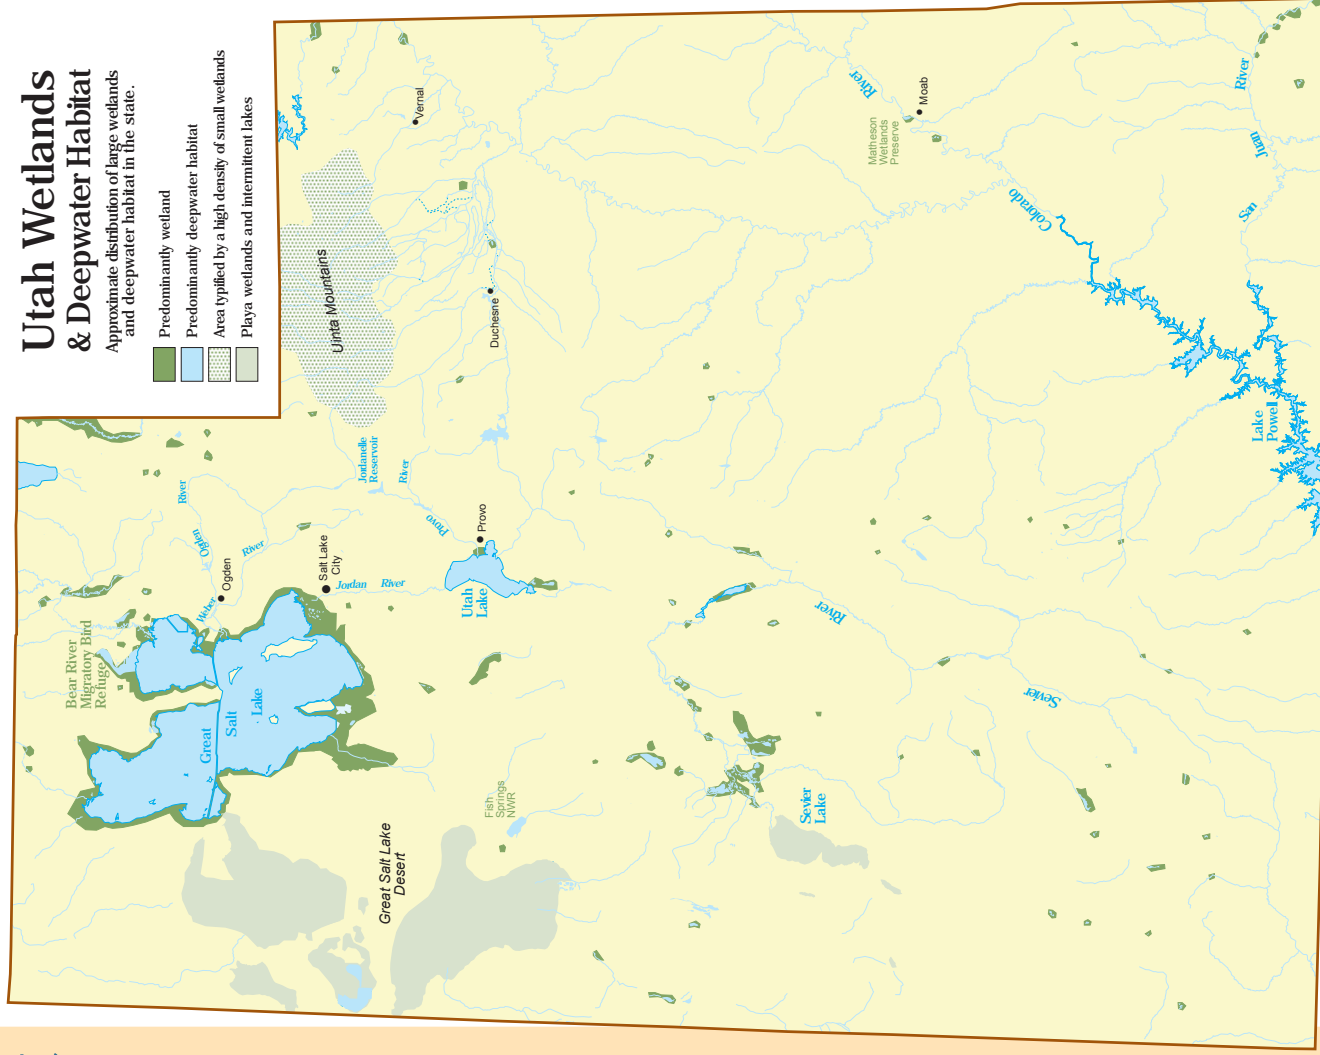 Utah Wetlands
& Deepwater Habitat
Approximate distribution of large wetlands
and deepwater habitat in the state.
Predominantly wetland
Predominantly deepwater habitat
Area typified by a high density of small wetlands
Playa wetlands and intermittent lakes
Bear River
Migratory Bird
Refuge
Great
Salt
Lake
Weber
River
Ogden
River
Ogden
Salt Lake
City
Jordan River
Utah
Lake
Provo
Provo
River
Jordanelle
Reservoir
Uinta Mountains
Duchesne
Vernal
Great Salt Lake
Desert
Fish
Springs
NWR
Sevier
Lake
Sevier
River
Matheson
Wetlands
Preserve
Moab
Colorado
River
San
Juan
River
Lake
Powell